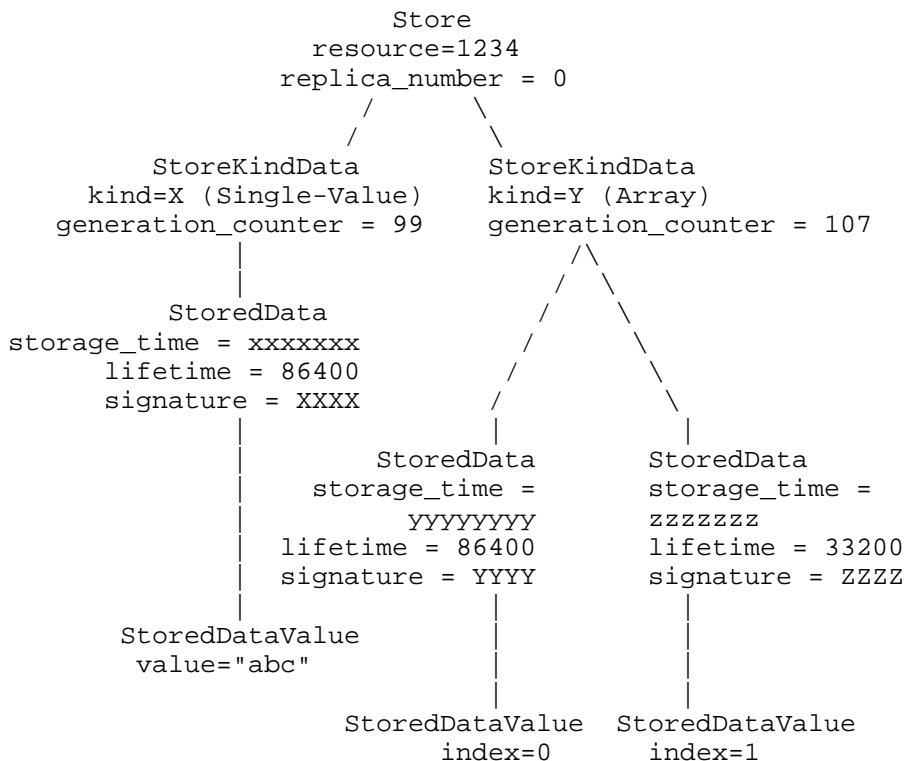 Store
resource=1234
replica_number = 0
StoreKindData StoreKindData
kind=X (Single-Value) kind=Y (Array)
generation_counter = 99 generation_counter = 107
StoredData
storage_time = xxxxxxx
lifetime = 86400
signature = XXXX
StoredData StoredData
storage_time = storage_time =
yyyyyyyy zzzzzzz
lifetime = 86400 lifetime = 33200
signature = YYYY signature = ZZZZ
StoredDataValue
value="abc"
StoredDataValue StoredDataValue
index=0 index=1